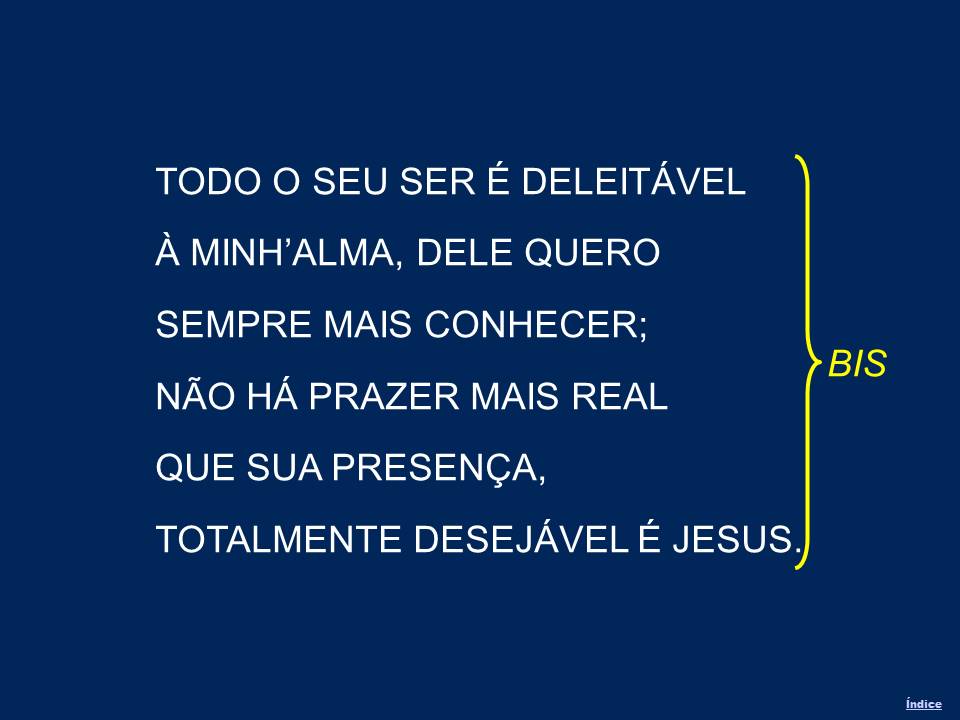 TODO O SEU SER É DELEITÁVEL
À MINH’ALMA, DELE QUERO
SEMPRE MAIS CONHECER;
NÃO HÁ PRAZER MAIS REAL
QUE SUA PRESENÇA,
TOTALMENTE DESEJÁVEL É JESUS.
BIS
Índice